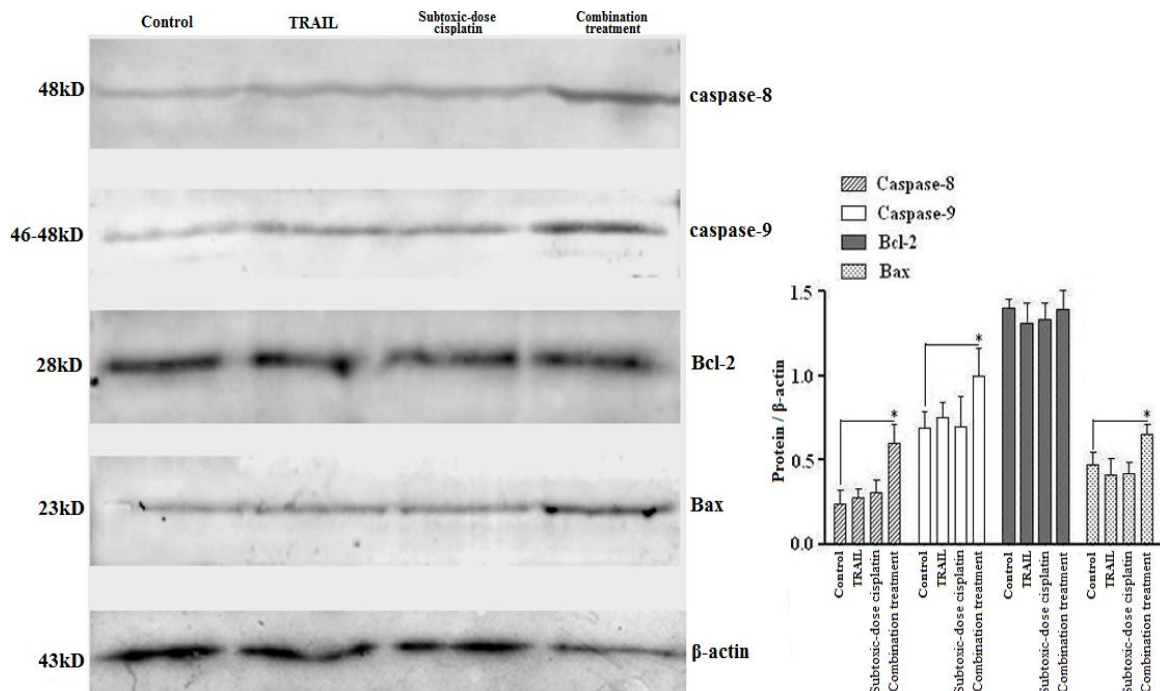 Control
TRAIL
Subtoxic-dose
cisplatin
Combination
treatment
48kD
caspase-8
46-48kD
caspase-9
28kD
Bcl-2
23kD
Bax
43kD
β-actin
Caspase-8
Caspase-9
Bcl-2
Bax
Protein / β-actin
1.5
1.0
0.5
0.0
*
*
*
Control
TRAIL
Subtoxic-dose cisplatin
Combination treatment
Control
TRAIL
Subtoxic-dose cisplatin
Combination treatment
Control
TRAIL
Subtoxic-dose cisplatin
Combination treatment
Control
TRAIL
Subtoxic-dose cisplatin
Combination treatment